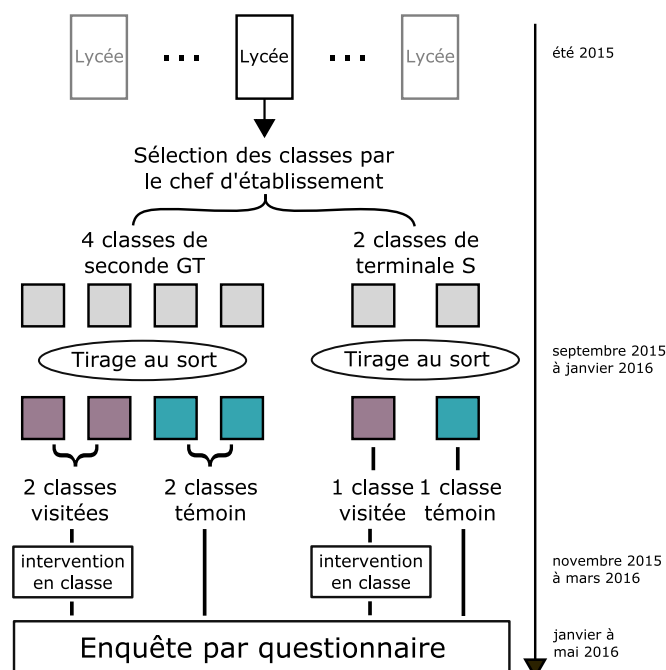 Lycée ... Lycée ... Lycée
été 2015
Sélection des classes par
le chef d'établissement
4 classes de
seconde GT
2 classes de
terminale S
Tirage au sort
Tirage au sort
septembre 2015
à janvier 2016
2 classes
visitées
2 classes
témoin
1 classe
visitée
1 classe
témoin
intervention
en classe
intervention
en classe
novembre 2015
à mars 2016
Enquête par questionnaire
janvier à
mai 2016